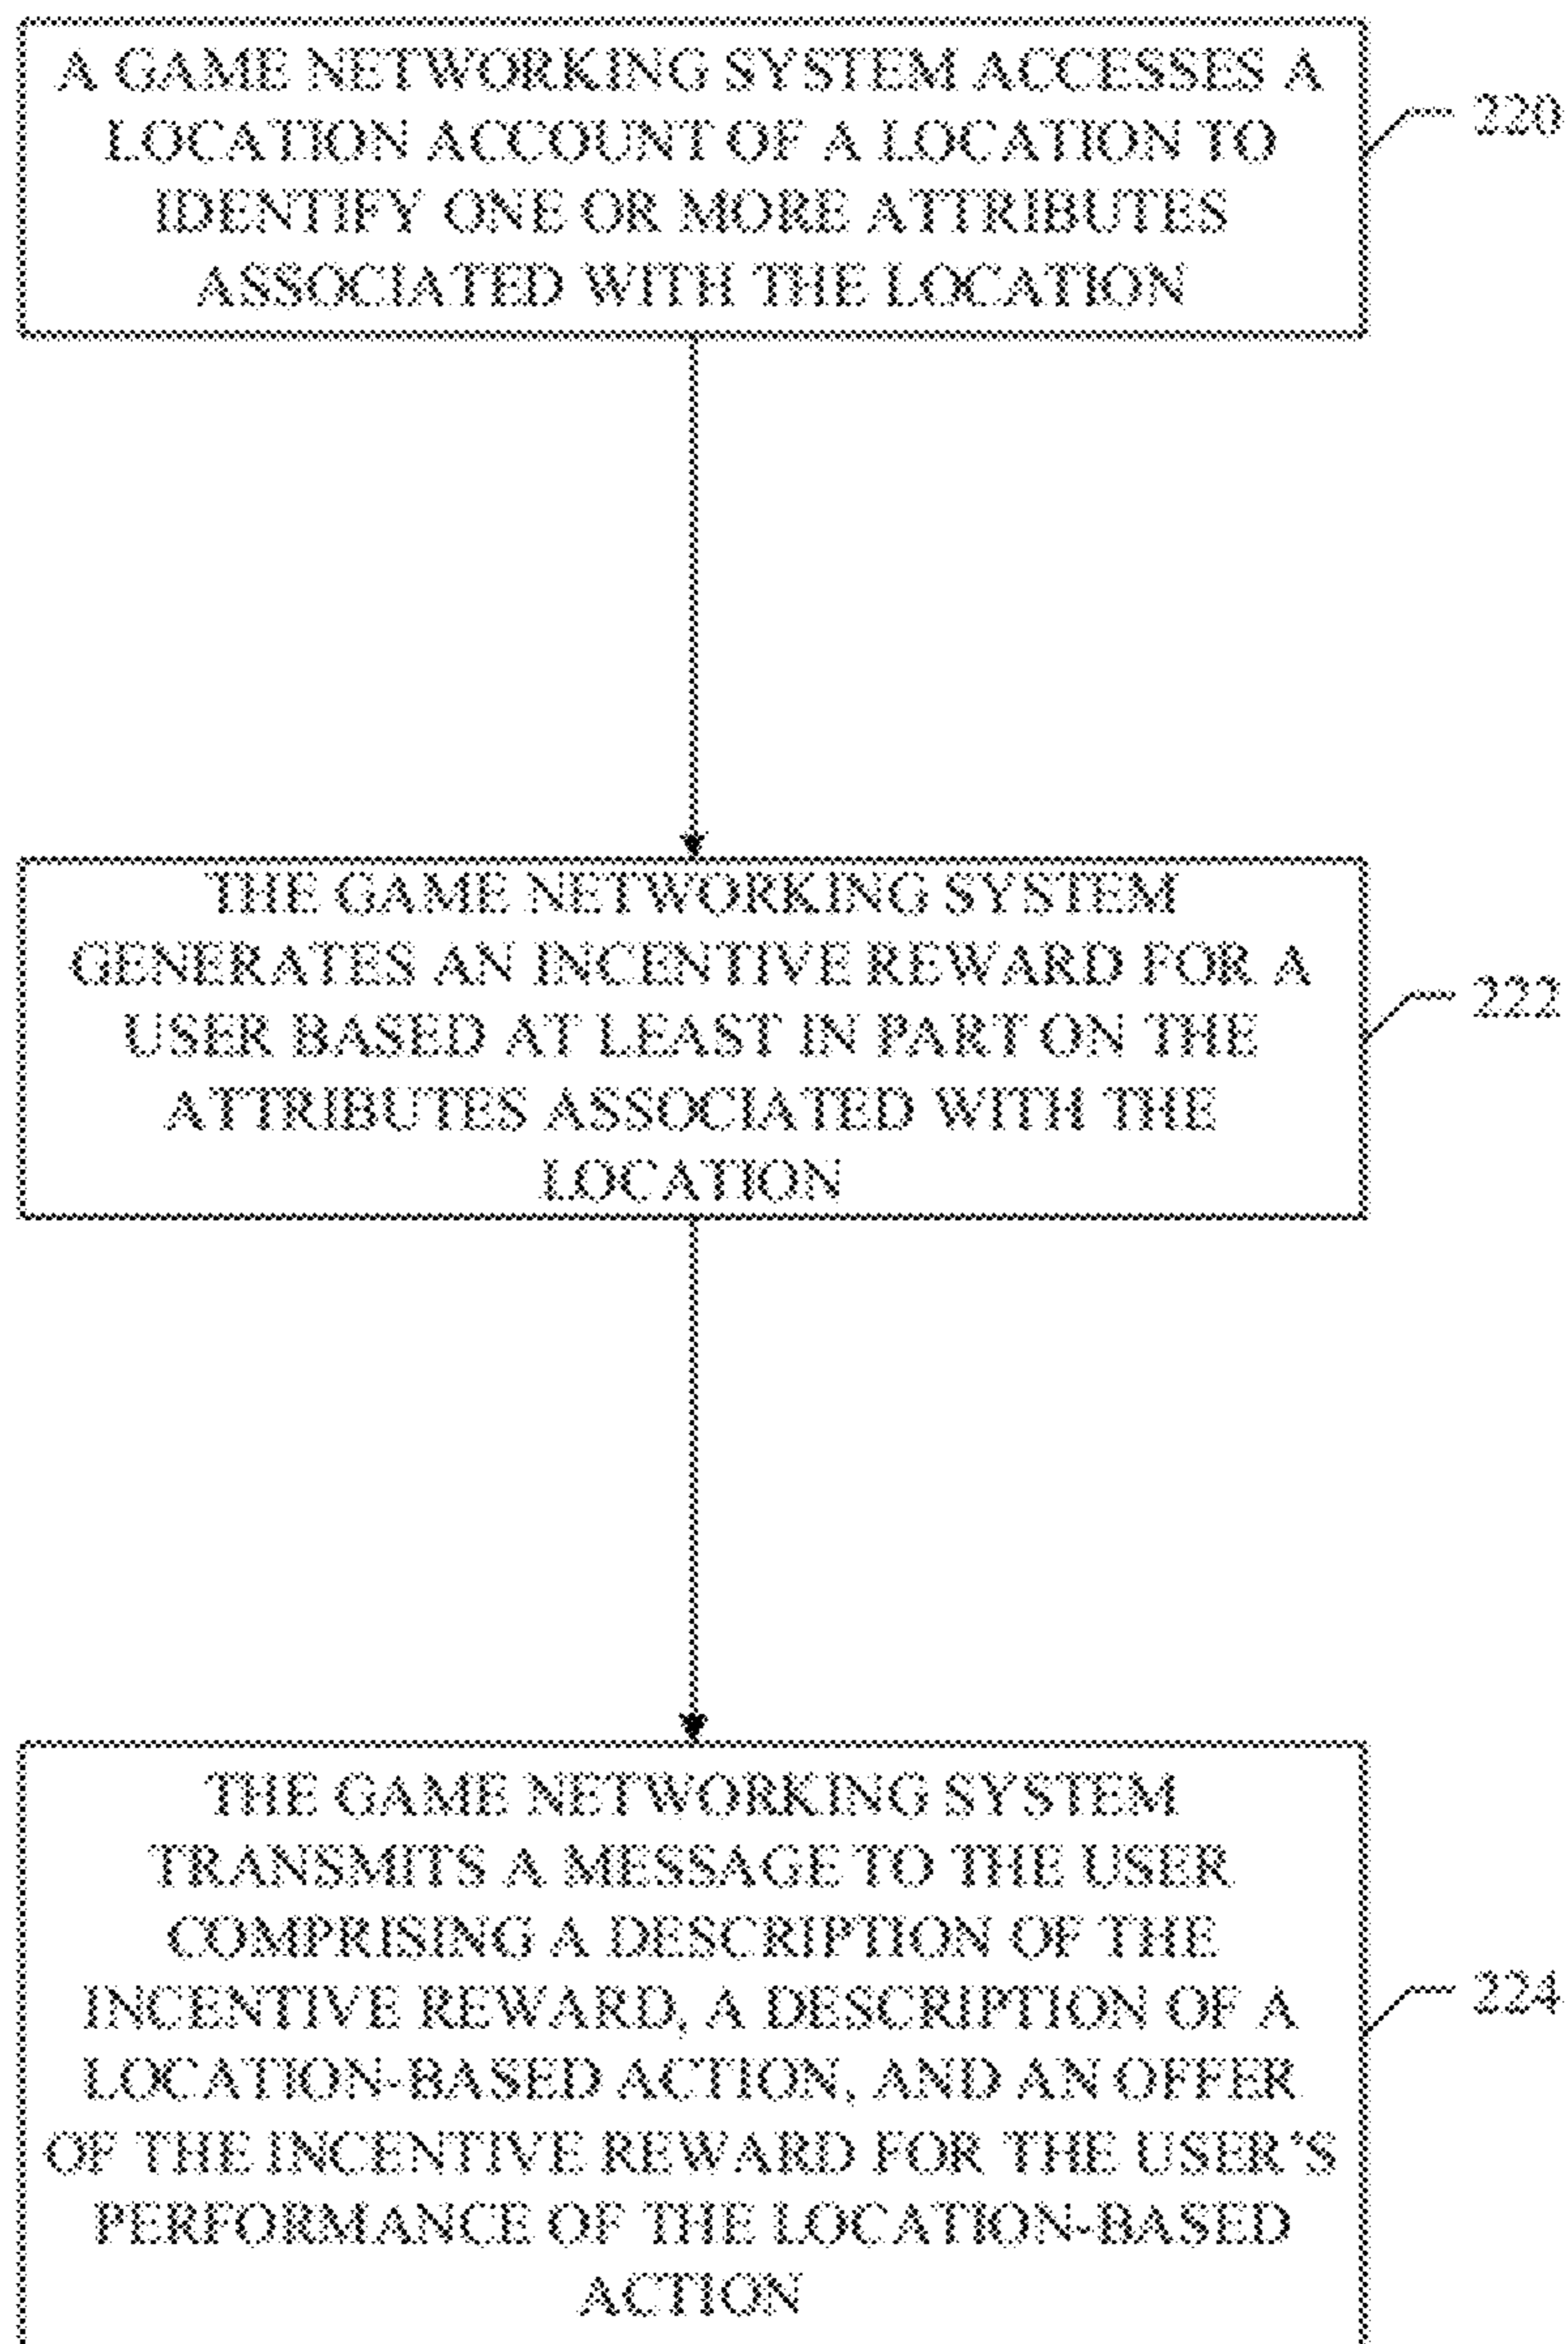 A GAME NETWORKING SYSTEM ACCESSES A
LOCATION ACCOUNT OF A LOCATION TO
IDENTIFY ONE OR MORE ATTRIBUTES
ASSOCIATED WITH THE LOCATION
220
THE GAME NETWORKING SYSTEM
GENERATES AN INCENTIVE REWARD FOR A
USER BASED AT LEAST IN PART ON THE
ATTRIBUTES ASSOCIATED WITH THE
LOCATION
222
THE GAME NETWORKING SYSTEM
TRANSMITS A MESSAGE TO THE USER
COMPRISING A DESCRIPTION OF THE
INCENTIVE REWARD, A DESCRIPTION OF A
LOCATION-BASED ACTION, AND AN OFFER
OF THE INCENTIVE REWARD FOR THE USER'S
PERFORMANCE OF THE LOCATION-BASED
ACTION
224